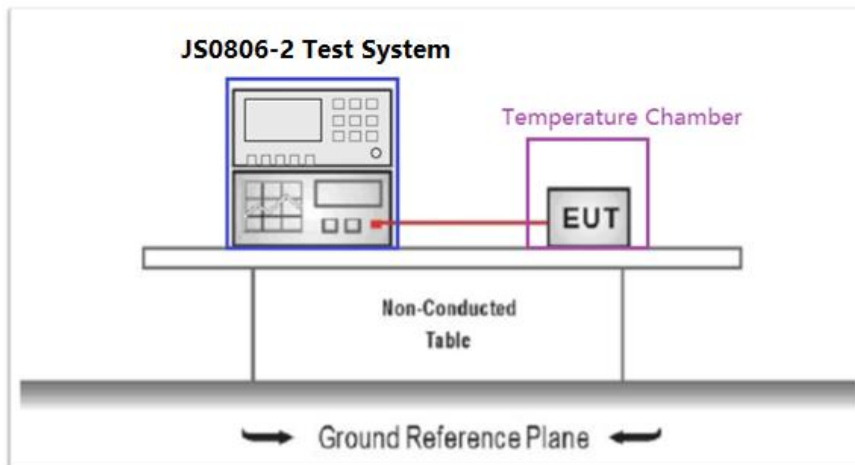 JS0806-2 Test System
Temperature Chamber
EUT
Non-Conducted
Table
Ground Reference Plane